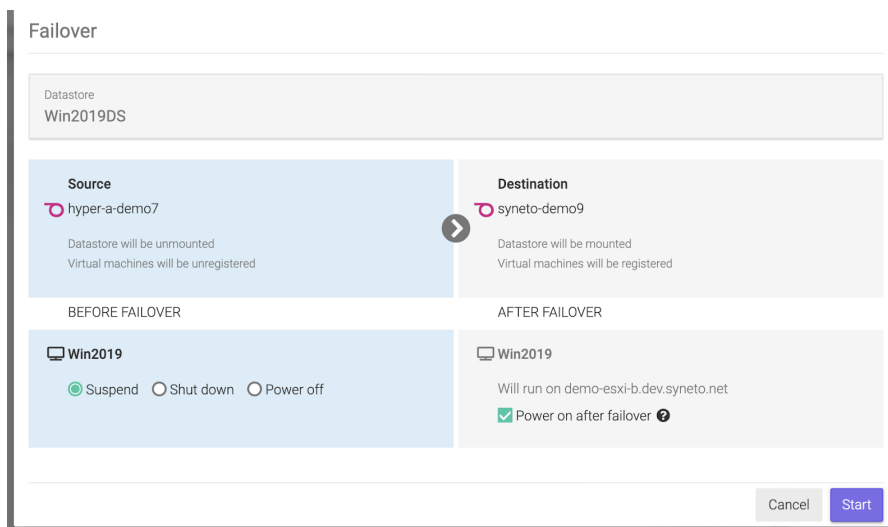 Failover
Datastore
Win2019DS
Source
hyper-a-demo7
Datastore will be unmounted
Virtual machines will be unregistered
Destination
syneto-demo9
Datastore will be mounted
Virtual machines will be registered
BEFORE FAILOVER
AFTER FAILOVER
Win2019
Suspend Shut down Power off
Win2019
Will run on demo-esxi-b.dev.syneto.net
Power on after failover ?
Cancel Start